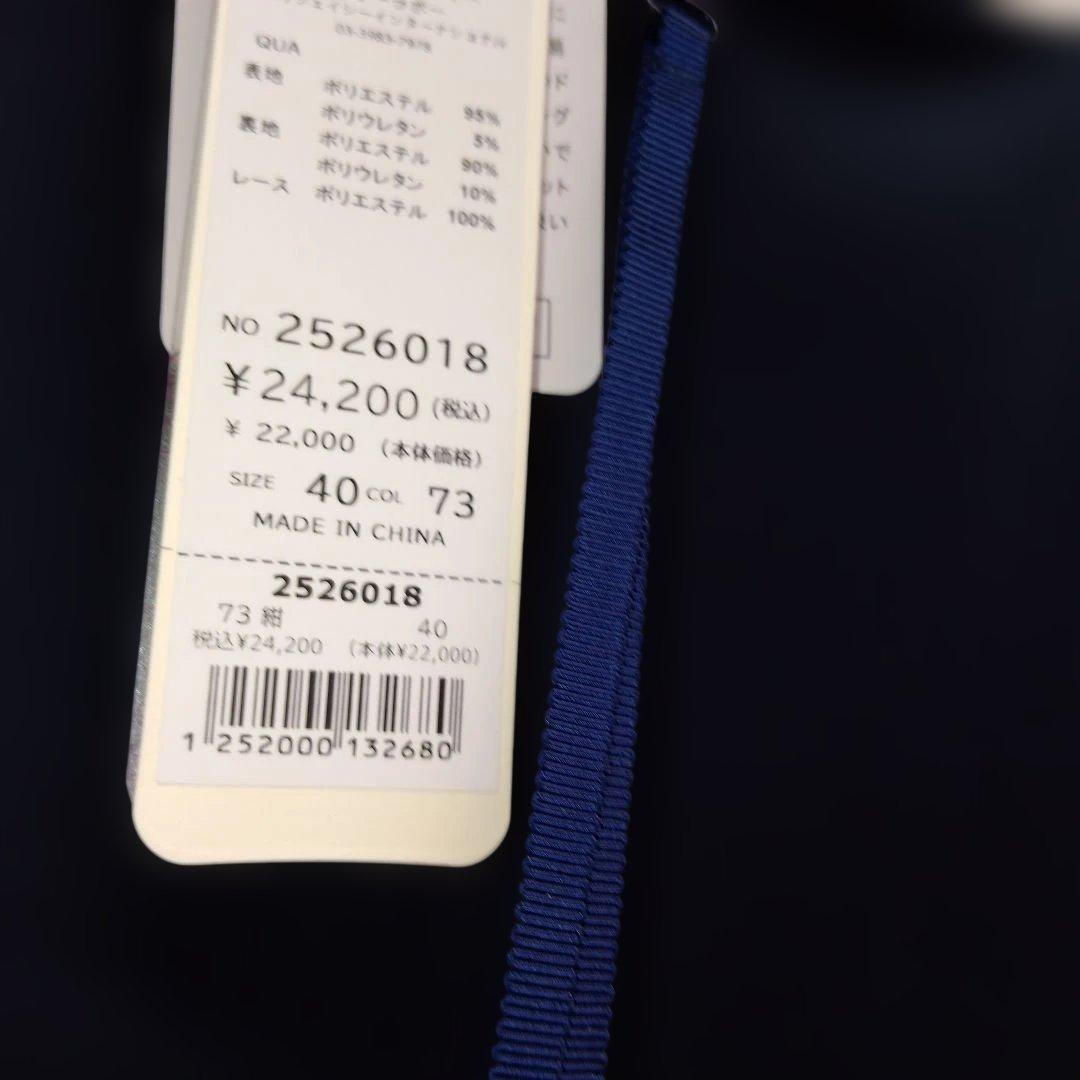 03-3983-7976
QUA
表地
ポリエステル 95%
ポリウレタン 5%
表地
ポリエステル 90%
ポリウレタン 10%
レース ポリエステル 100%
NO 2526018
¥24,200 (税込)
¥ 22,000 (本体価格)
SIZE 40 COL 73
MADE IN CHINA
2526018
73 紺 40
税込¥24,200 (本体¥22,000)
1 252000 132680